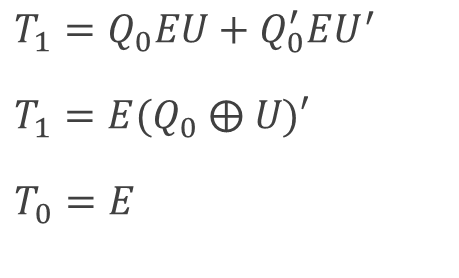 T₁ = Q₀EU + Q₀′EU′
T₁ = E(Q₀ ⊕ U)′
T₀ = E